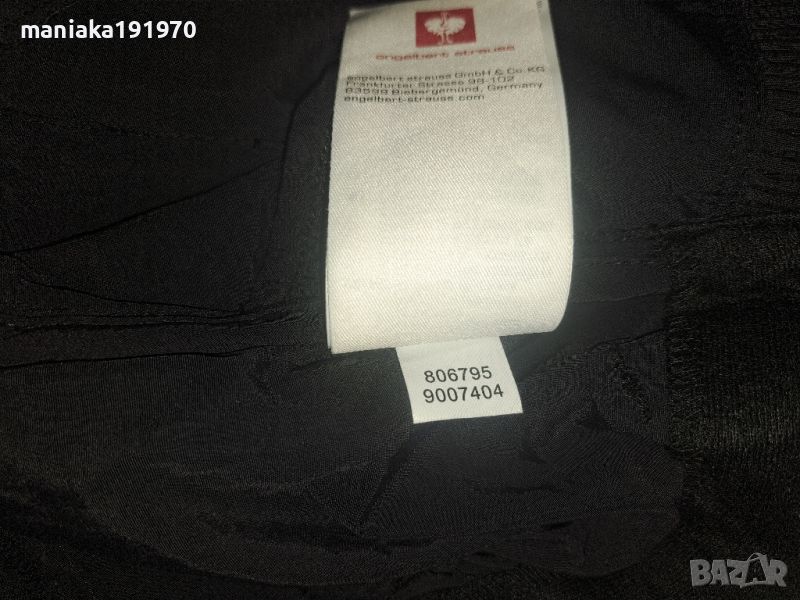 maniaka191970
engelbert strauss
engelbert strauss GmbH & Co. KG
Frankfurter Strasse 98-102
63599 Biebergemünd, Germany
engelbert-strauss.com
806795
9007404
BAZAR